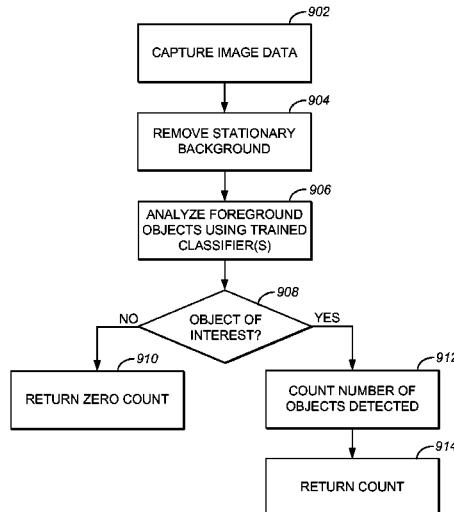 902
CAPTURE IMAGE DATA
904
REMOVE STATIONARY
BACKGROUND
906
ANALYZE FOREGROUND
OBJECTS USING TRAINED
CLASSIFIER(S)
908
NO
OBJECT OF
INTEREST?
YES
910
RETURN ZERO COUNT
912
COUNT NUMBER OF
OBJECTS DETECTED
914
RETURN COUNT